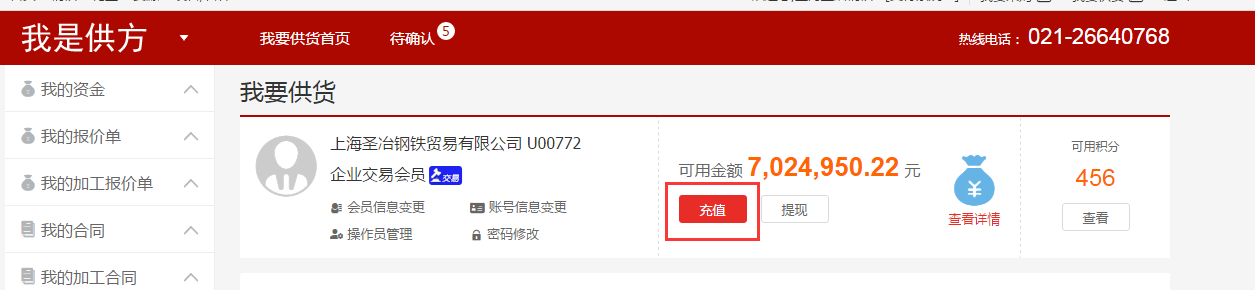 我是供方
我要供货首页
待确认
5
热线电话： 021-26640768
我的资金
我的报价单
我的加工报价单
我的合同
我的加工合同
我要供货
上海圣冶钢铁贸易有限公司 U00772
企业交易会员 交易
会员信息变更
账号信息变更
操作员管理
密码修改
可用金额 7,024,950.22 元
充值
提现
¥
查看详情
可用积分
456
查看